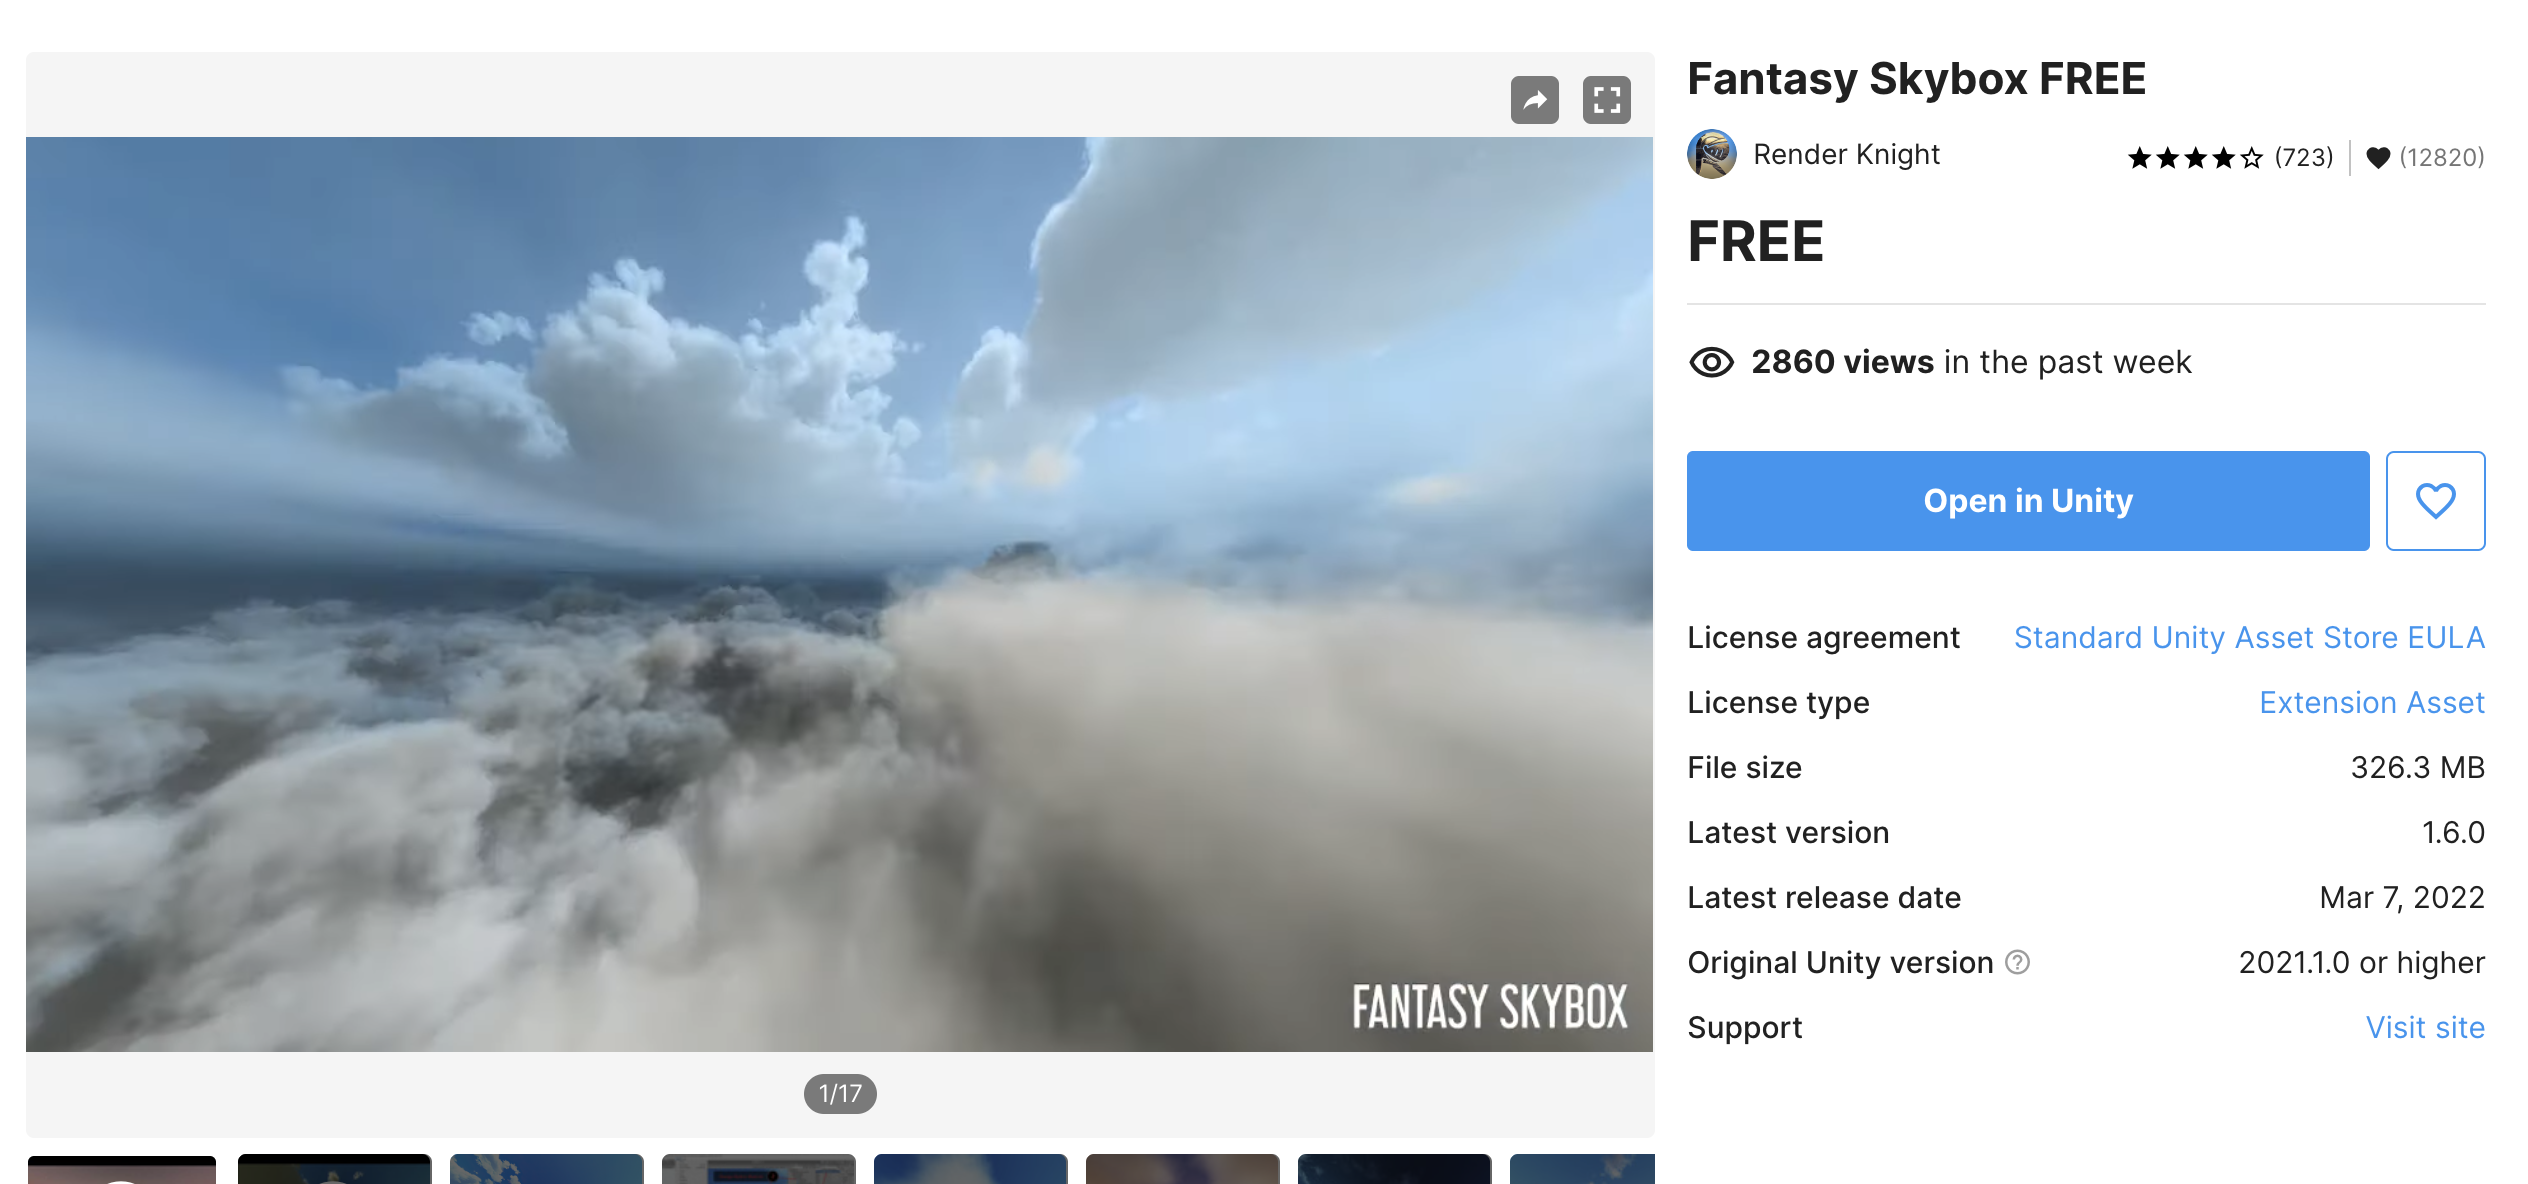 Fantasy Skybox FREE
Render Knight
(723)
(12820)
FREE
2860 views in the past week
Open in Unity
License agreement Standard Unity Asset Store EULA
License type Extension Asset
File size 326.3 MB
Latest version 1.6.0
Latest release date Mar 7, 2022
Original Unity version ? 2021.1.0 or higher
Support Visit site
FANTASY SKYBOX
1/17